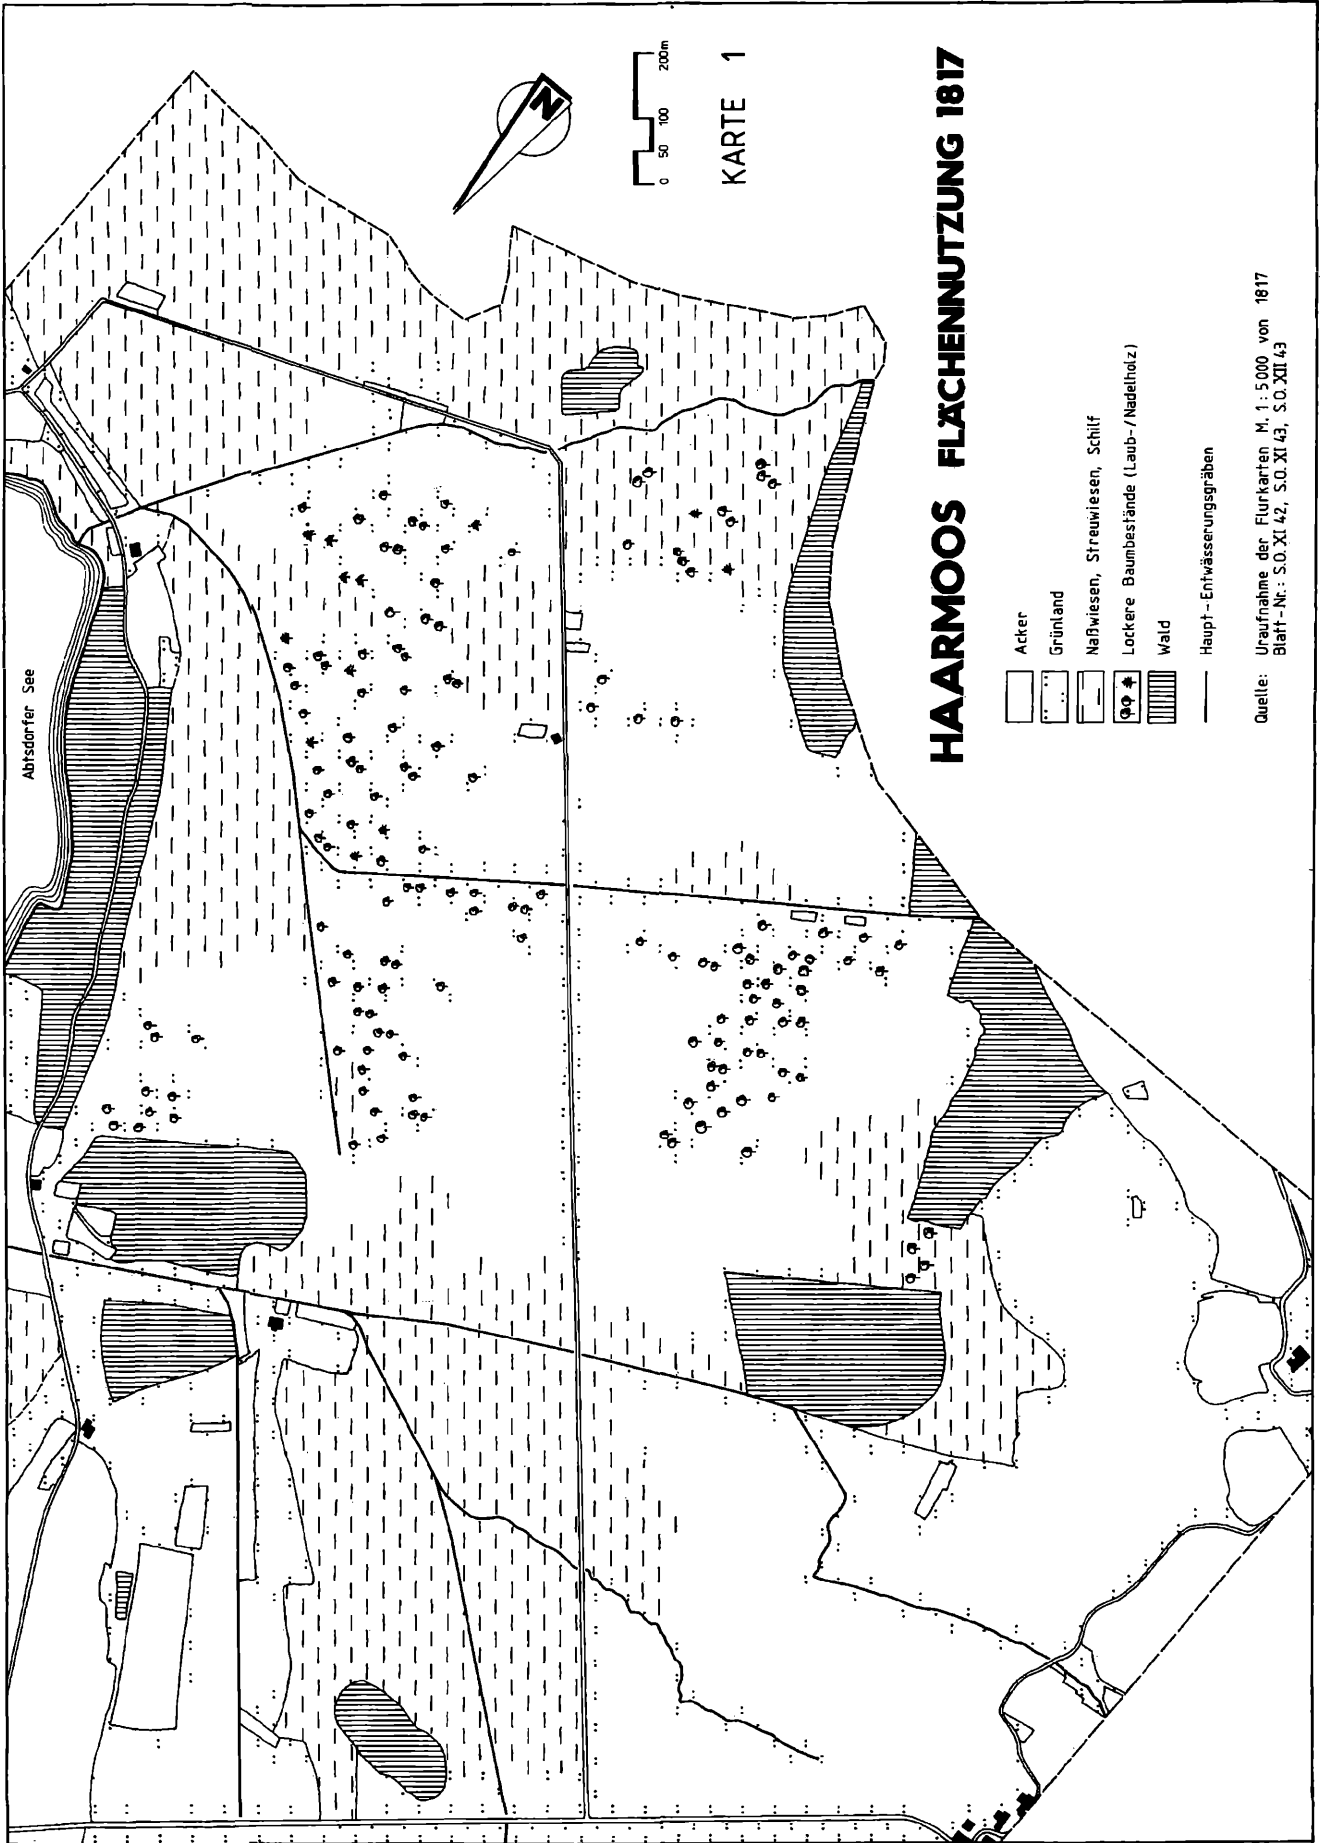 Abtsdorfer See
N
0 50 100 200m
KARTE 1
HAARMOOS FLÄCHENNUTZUNG 1817
Acker
Grünland
Naßwiesen, Streuwiesen, Schilf
Lockere Baumbestände (Laub-/Nadelholz)
Wald
Haupt-Entwässerungsgräben
Quelle: Uraufnahme der Flurkarten M. 1:5000 von 1817
Blatt-Nr.: S.O. XI 42, S.O. XI 43, S.O. XII 43